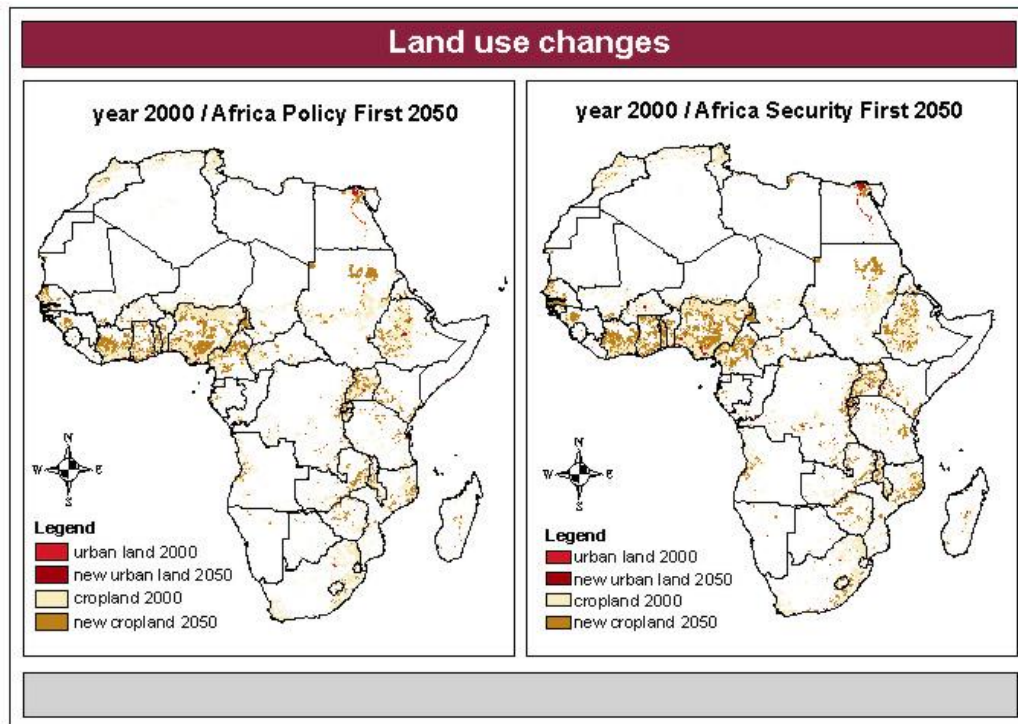 Land use changes
year 2000 / Africa Policy First 2050
N
W E
S
Legend
urban land 2000
new urban land 2050
cropland 2000
new cropland 2050
year 2000 / Africa Security First 2050
N
W E
S
Legend
urban land 2000
new urban land 2050
cropland 2000
new cropland 2050